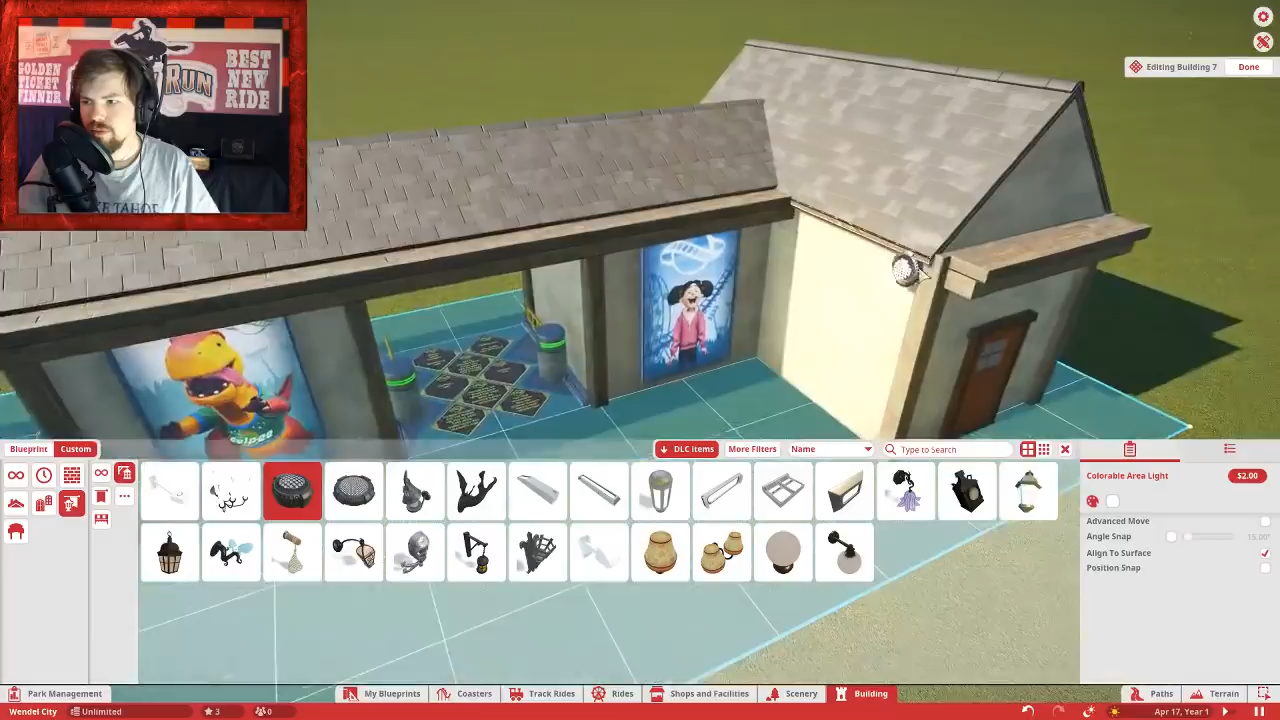 GOLDEN
TICKET
WINNER
RUN
BEST
NEW
RIDE
Editing Building 7
Done
Blueprint
Custom
DLC Items
More Filters
Name
Type to Search
Colorable Area Light
$2.00
Advanced Move
Angle Snap
15.00°
Align To Surface
Position Snap
Park Management
My Blueprints
Coasters
Track Rides
Rides
Shops and Facilities
Scenery
Building
Paths
Terrain
Wendel City
Unlimited
3
0
Apr 17, Year 1